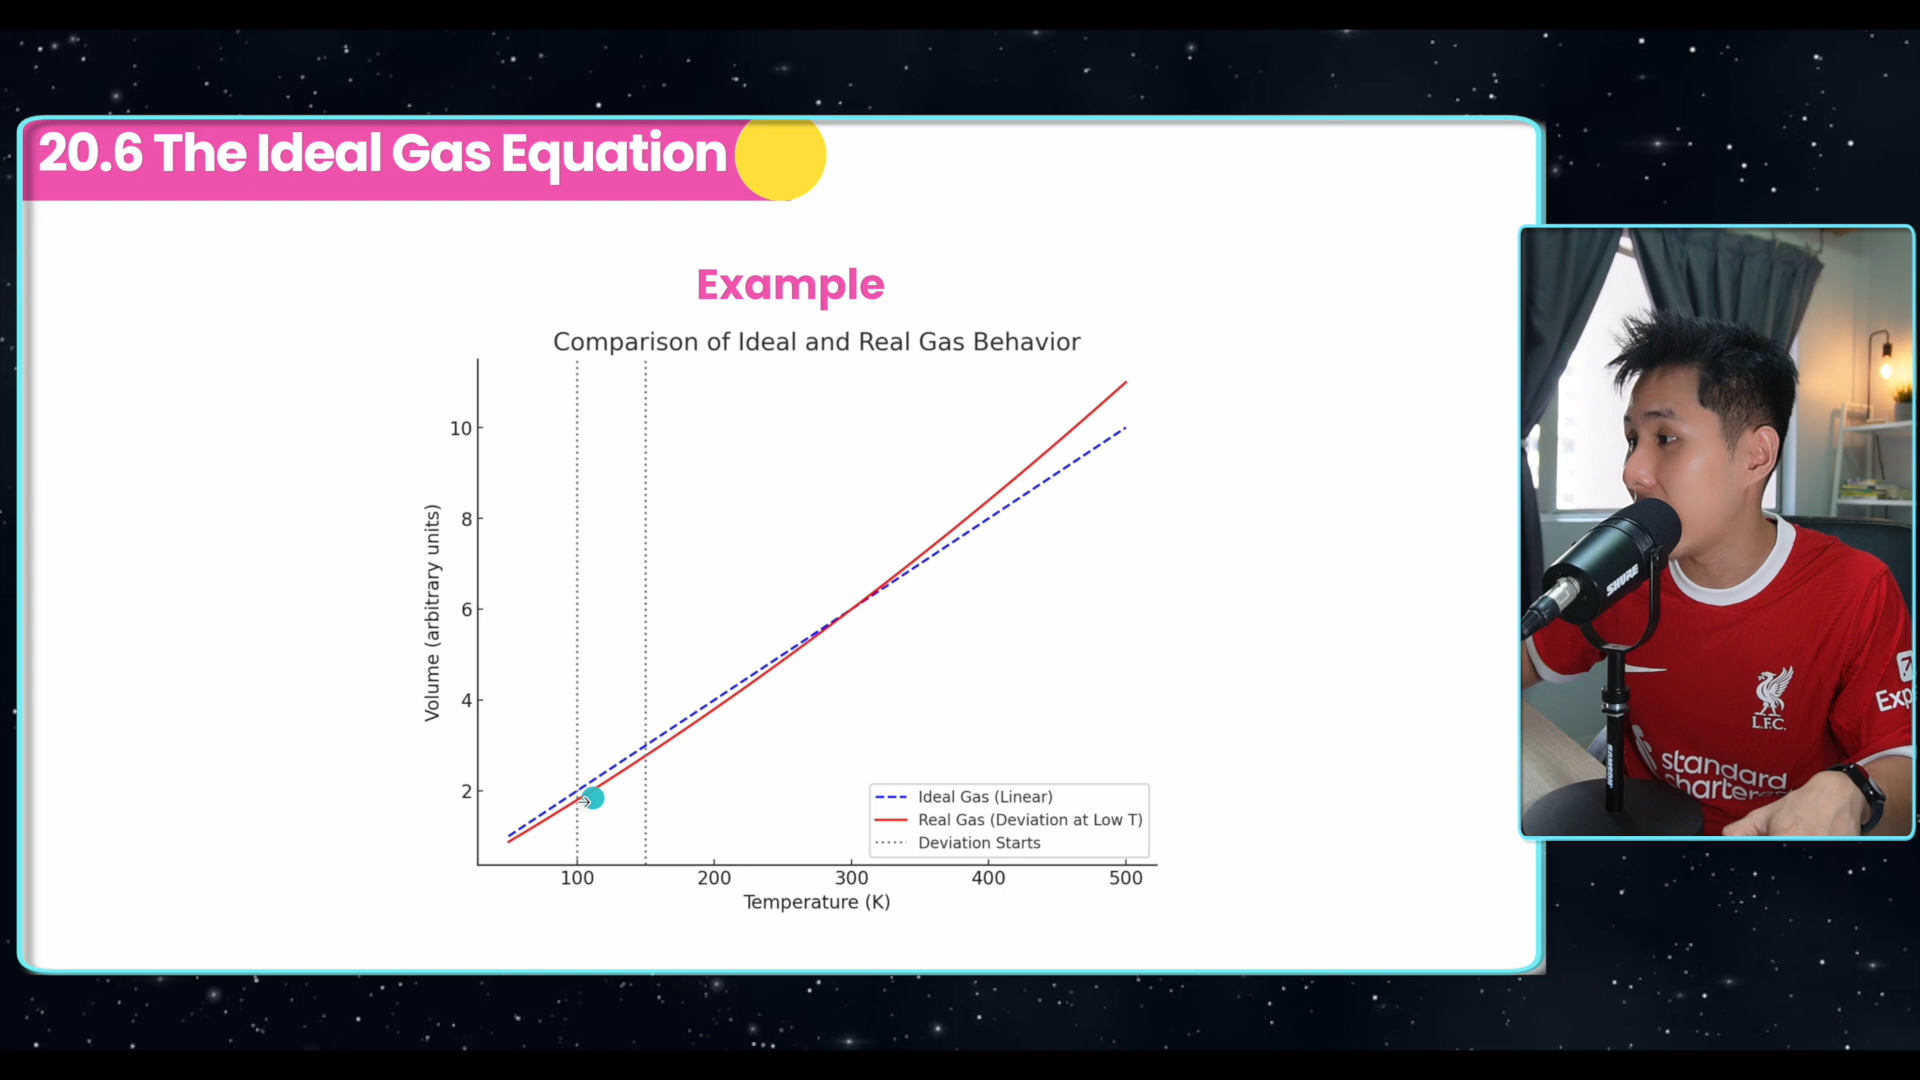 20.6 The Ideal Gas Equation
Example
Comparison of Ideal and Real Gas Behavior
10
8
6
4
2
Volume (arbitrary units)
Ideal Gas (Linear)
Real Gas (Deviation at Low T)
Deviation Starts
100 200 300 400 500
Temperature (K)
SHURE
L.F.C.
Exp
standard
charter
SAMSON